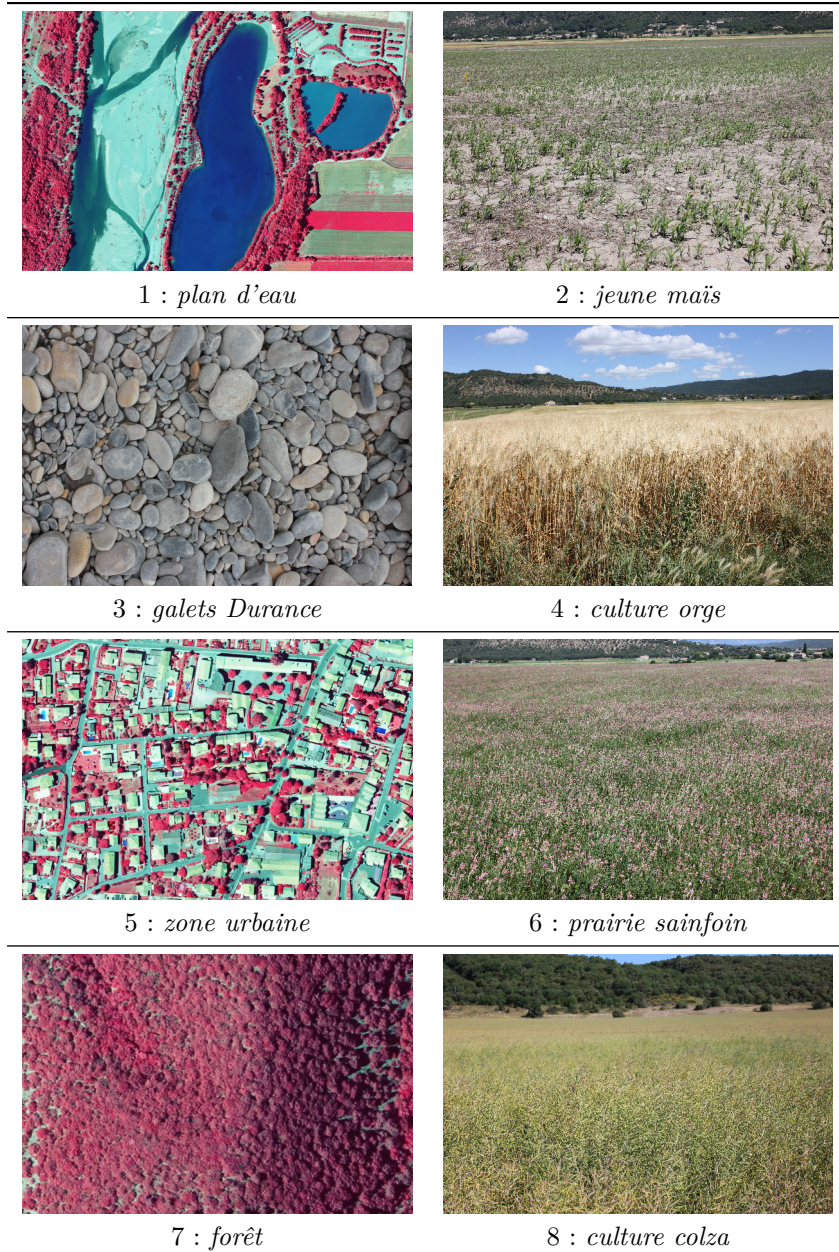 1 : plan d'eau
2 : jeune maïs
3 : galets Durance
4 : culture orge
5 : zone urbaine
6 : prairie sainfoin
7 : forêt
8 : culture colza